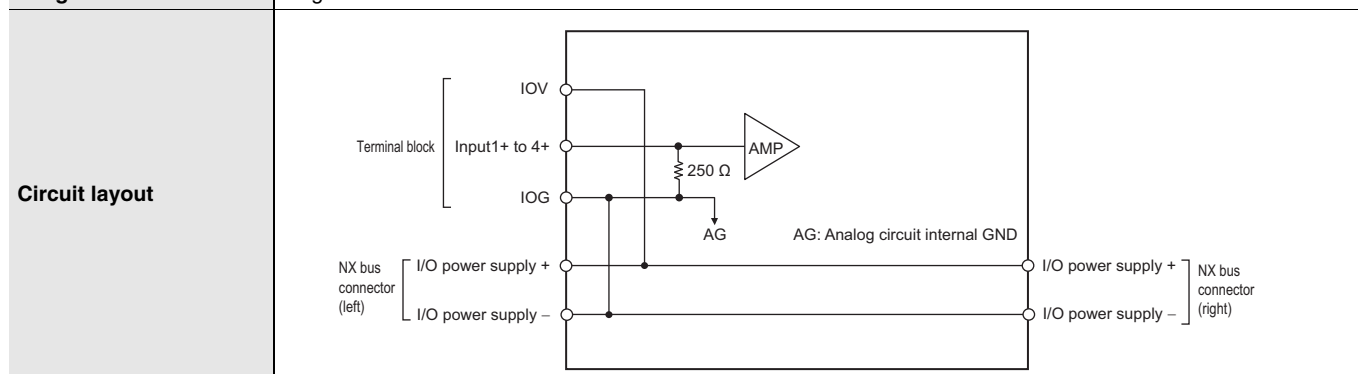 Circuit layout
IOV
Terminal block
Input1+ to 4+
AMP
250 Ω
IOG
AG
AG: Analog circuit internal GND
NX bus
connector
(left)
I/O power supply +
I/O power supply −
I/O power supply +
I/O power supply −
NX bus
connector
(right)